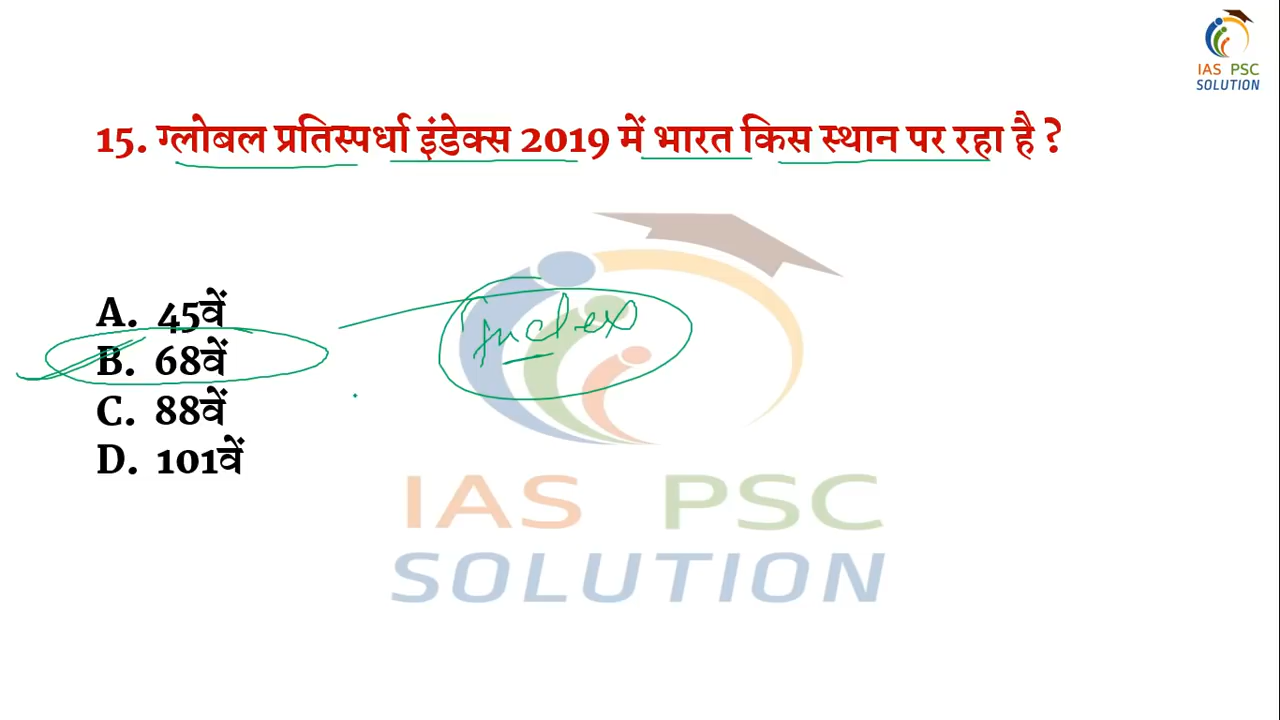 IAS PSC
SOLUTION
15. ग्लोबल प्रतिस्पर्धा इंडेक्स 2019 में भारत किस स्थान पर रहा है ?
A. 45वें
B. 68वें
C. 88वें
D. 101वें
Index
IAS PSC
SOLUTION